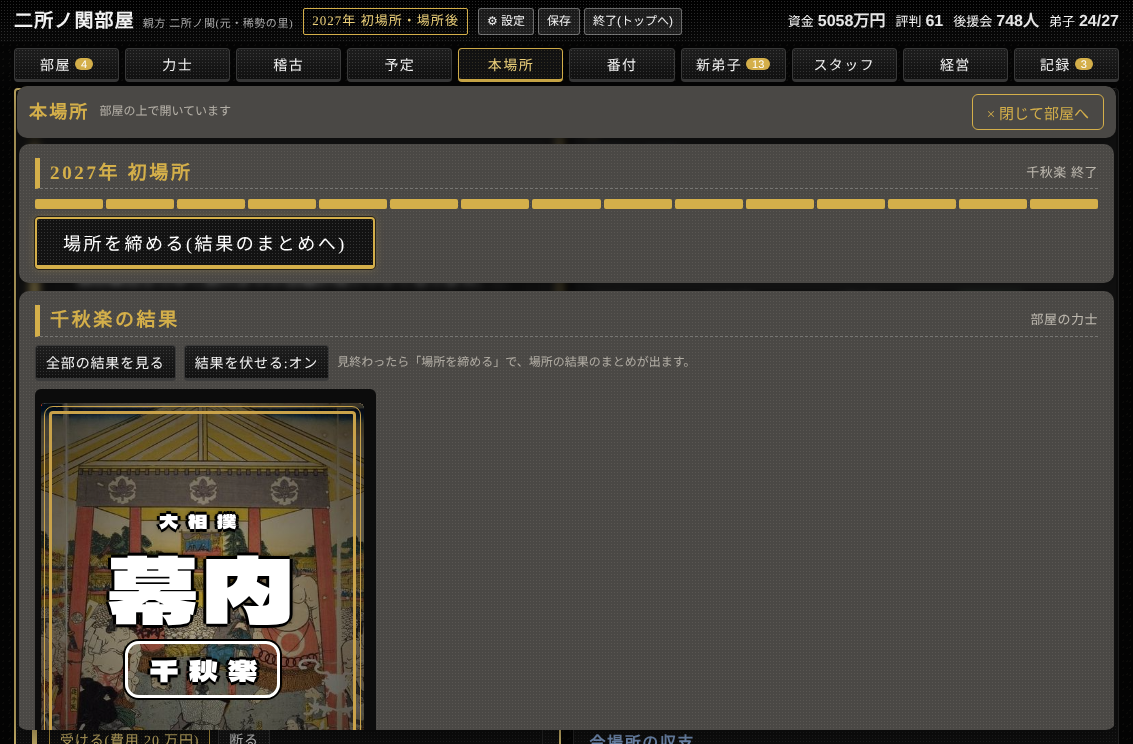 二所ノ関部屋 親方 二所ノ関(元・稀勢の里) 2027年 初場所・場所後 ⚙ 設定 保存 終了(トップへ) 資金 5058万円 評判 61 後援会 748人 弟子 24/27
部屋 4 力士 稽古 予定 本場所 番付 新弟子 13 スタッフ 経営 記録 3
本場所 部屋の上で開いています × 閉じて部屋へ
2027年 初場所 千秋楽 終了
場所を締める(結果のまとめへ)
千秋楽の結果 部屋の力士
全部の結果を見る 結果を伏せる:オン 見終わったら「場所を締める」で、場所の結果のまとめが出ます。
大相撲
幕内
千秋楽
受ける(費用 20 万円) 断る 今場所の収支